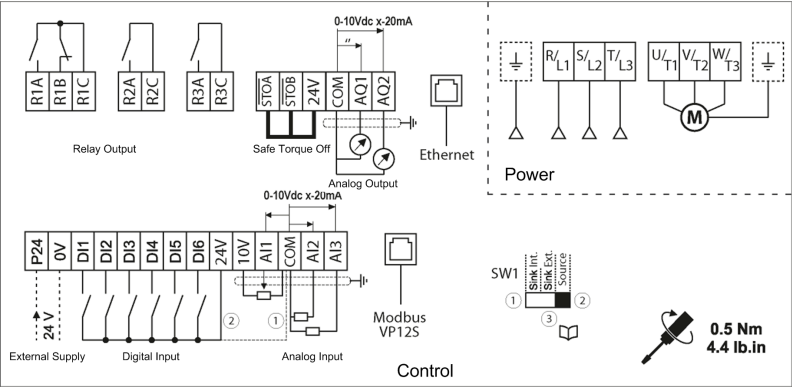 0-10Vdc x-20mA
"
R1A R1B R1C R2A R2C R3A R3C STOA STOB 24V COM AQ1 AQ2
Relay Output
Safe Torque Off
Analog Output
Ethernet
R/L1 S/L2 T/L3 U/T1 V/T2 W/T3
M
Power
0-10Vdc x-20mA
P24 0V DI1 DI2 DI3 DI4 DI5 DI6 24V 10V AI1 COM AI2 AI3
24 V
2 1
External Supply
Digital Input
Analog Input
Modbus
VP12S
SW1
Sink Int.
Sink Ext.
Source
1 2
3
0.5 Nm
4.4 lb.in
Control